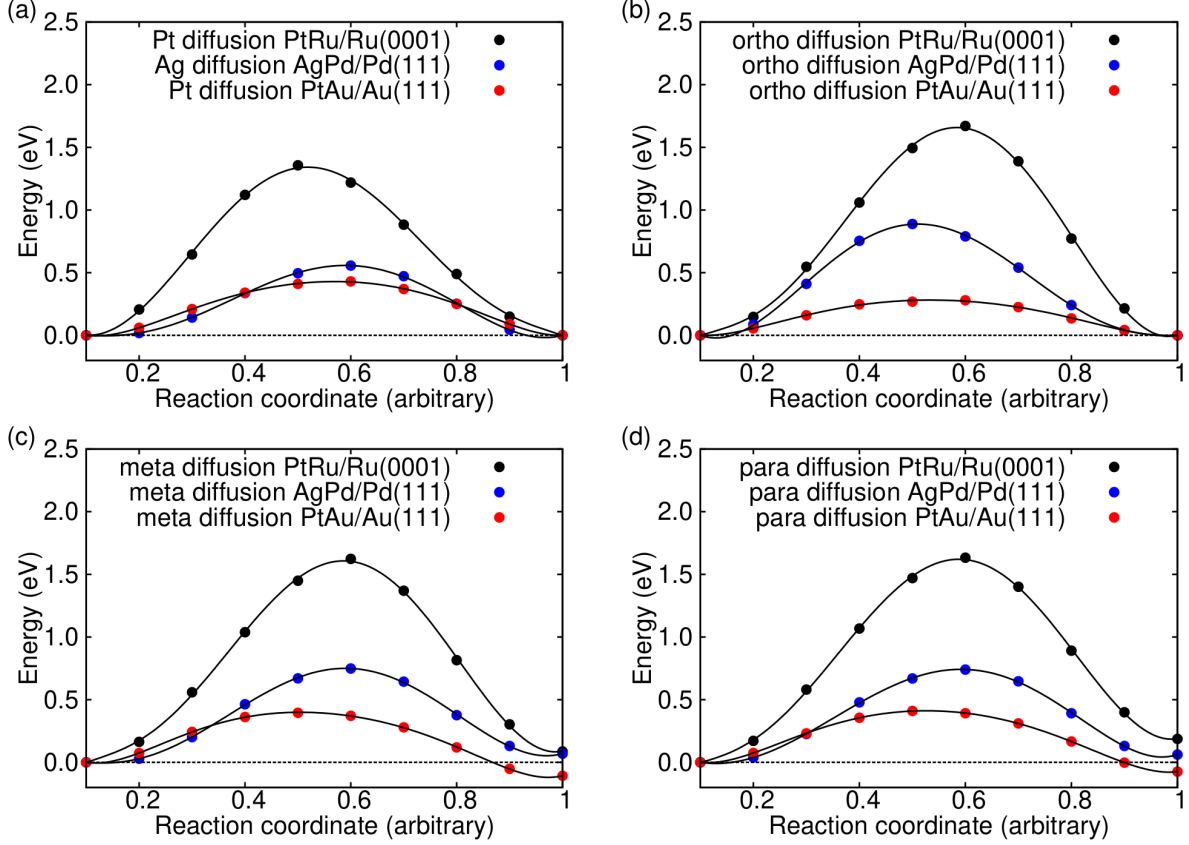 (a)
Energy (eV)
2.5
2.0
1.5
1.0
0.5
0.0
Pt diffusion PtRu/Ru(0001)
Ag diffusion AgPd/Pd(111)
Pt diffusion PtAu/Au(111)
0.2 0.4 0.6 0.8 1
Reaction coordinate (arbitrary)
(b)
Energy (eV)
2.5
2.0
1.5
1.0
0.5
0.0
ortho diffusion PtRu/Ru(0001)
ortho diffusion AgPd/Pd(111)
ortho diffusion PtAu/Au(111)
0.2 0.4 0.6 0.8 1
Reaction coordinate (arbitrary)
(c)
Energy (eV)
2.5
2.0
1.5
1.0
0.5
0.0
meta diffusion PtRu/Ru(0001)
meta diffusion AgPd/Pd(111)
meta diffusion PtAu/Au(111)
0.2 0.4 0.6 0.8 1
Reaction coordinate (arbitrary)
(d)
Energy (eV)
2.5
2.0
1.5
1.0
0.5
0.0
para diffusion PtRu/Ru(0001)
para diffusion AgPd/Pd(111)
para diffusion PtAu/Au(111)
0.2 0.4 0.6 0.8 1
Reaction coordinate (arbitrary)